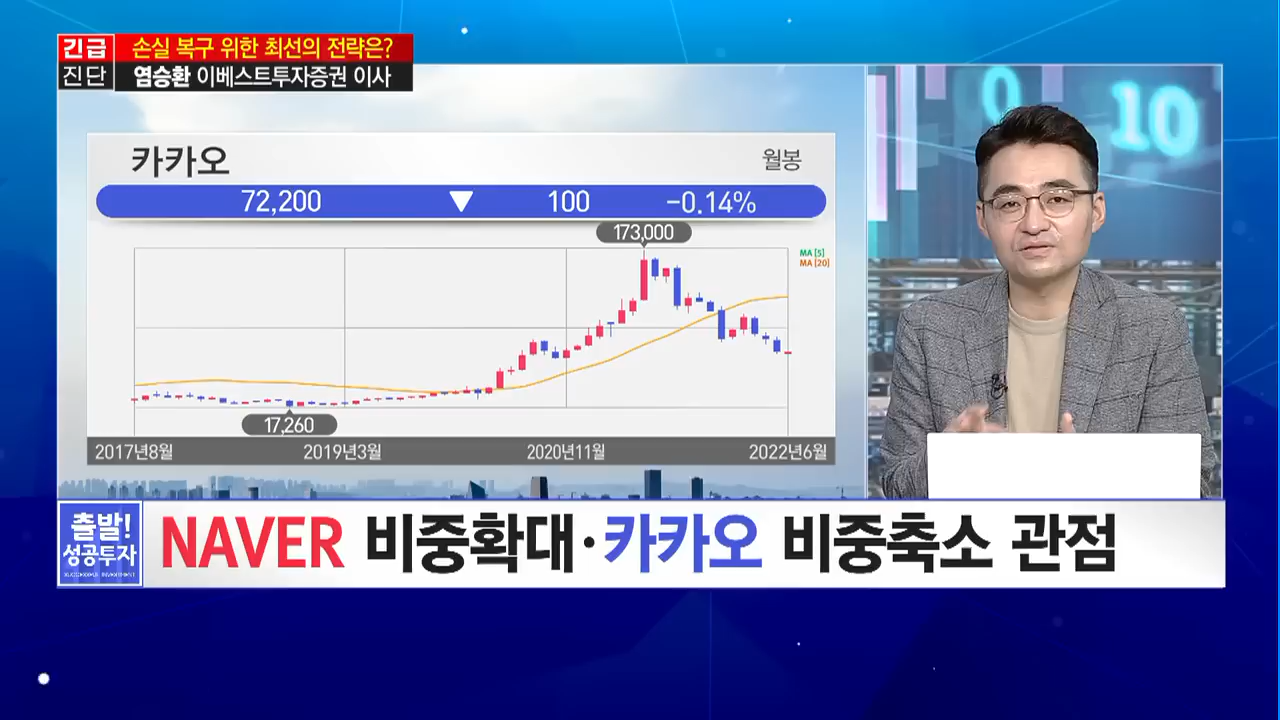 긴급
진단
손실 복구 위한 최선의 전략은?
염승환 이베스트투자증권 이사
0 10
카카오
월봉
72,200 ▼ 100 -0.14%
173,000
MA [5]
MA [20]
17,260
2017년8월 2019년3월 2020년11월 2022년6월
출발!
성공투자
NAVER 비중확대·카카오 비중축소 관점